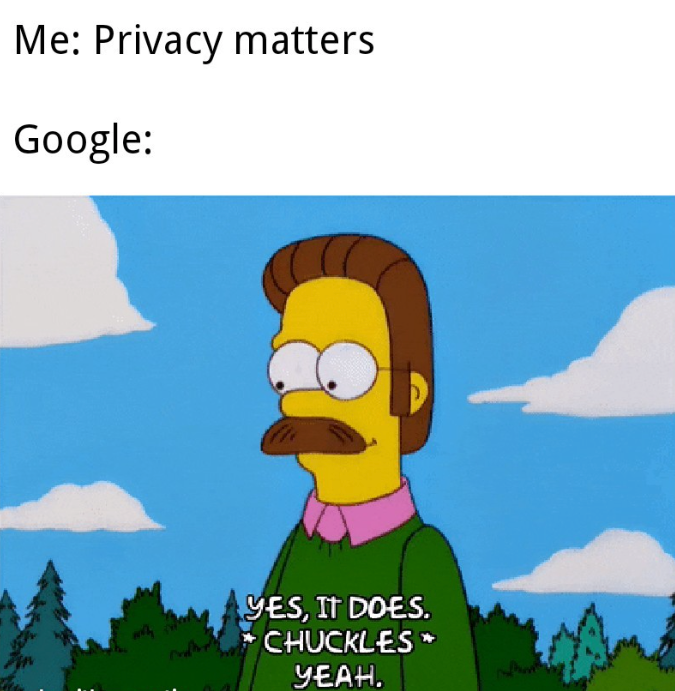 Me: Privacy matters
Google:
YES, IT DOES.
* CHUCKLES *
YEAH.